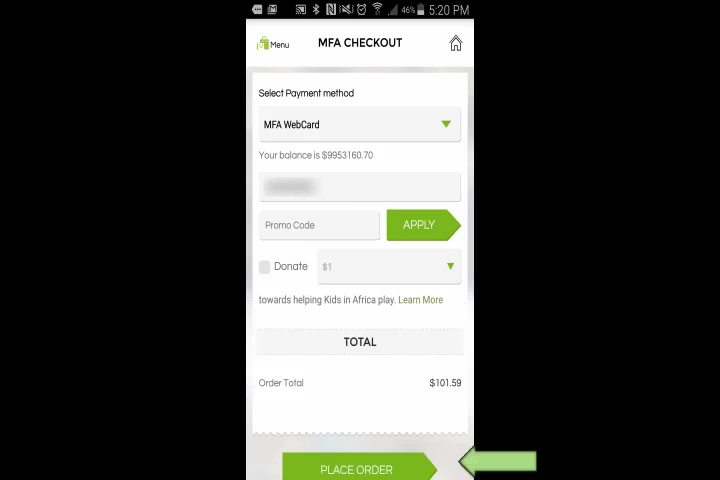 46% 5:20 PM
Menu MFA CHECKOUT
Select Payment method
MFA WebCard
Your balance is $9953160.70
Promo Code APPLY
Donate $1
towards helping Kids in Africa play. Learn More
TOTAL
Order Total $101.59
PLACE ORDER